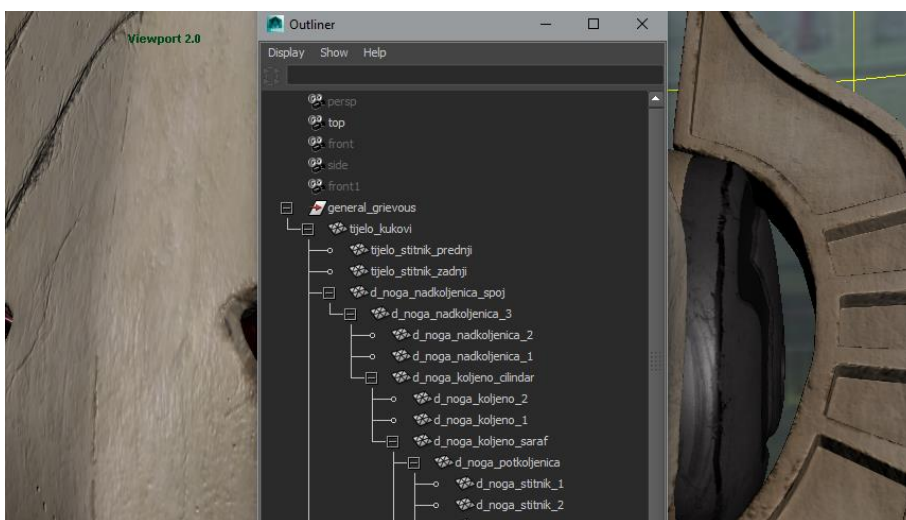 Viewport 2.0
Outliner
Display Show Help
persp
top
front
side
front1
general_grievous
tijelo_kukovi
tijelo_stitnik_prednji
tijelo_stitnik_zadnji
d_noga_nadkoljenica_spoj
d_noga_nadkoljenica_3
d_noga_nadkoljenica_2
d_noga_nadkoljenica_1
d_noga_koljeno_cilindar
d_noga_koljeno_2
d_noga_koljeno_1
d_noga_koljeno_saraf
d_noga_potkoljenica
d_noga_stitnik_1
d_noga_stitnik_2